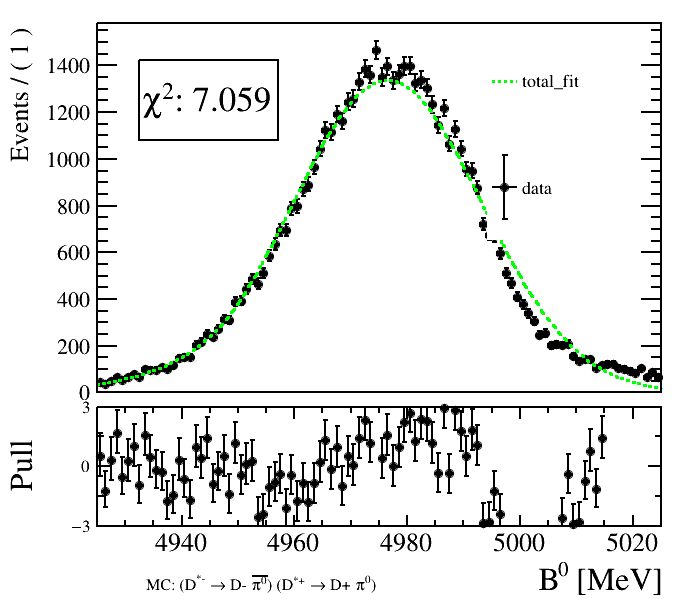 Events / ( 1 )
1400
1200
1000
800
600
400
200
0
χ²: 7.059
total_fit
data
Pull
3
0
−3
4940 4960 4980 5000 5020
B⁰ [MeV]
MC: (D*⁻ → D- π̅⁰) (D*⁺ → D+ π⁰)